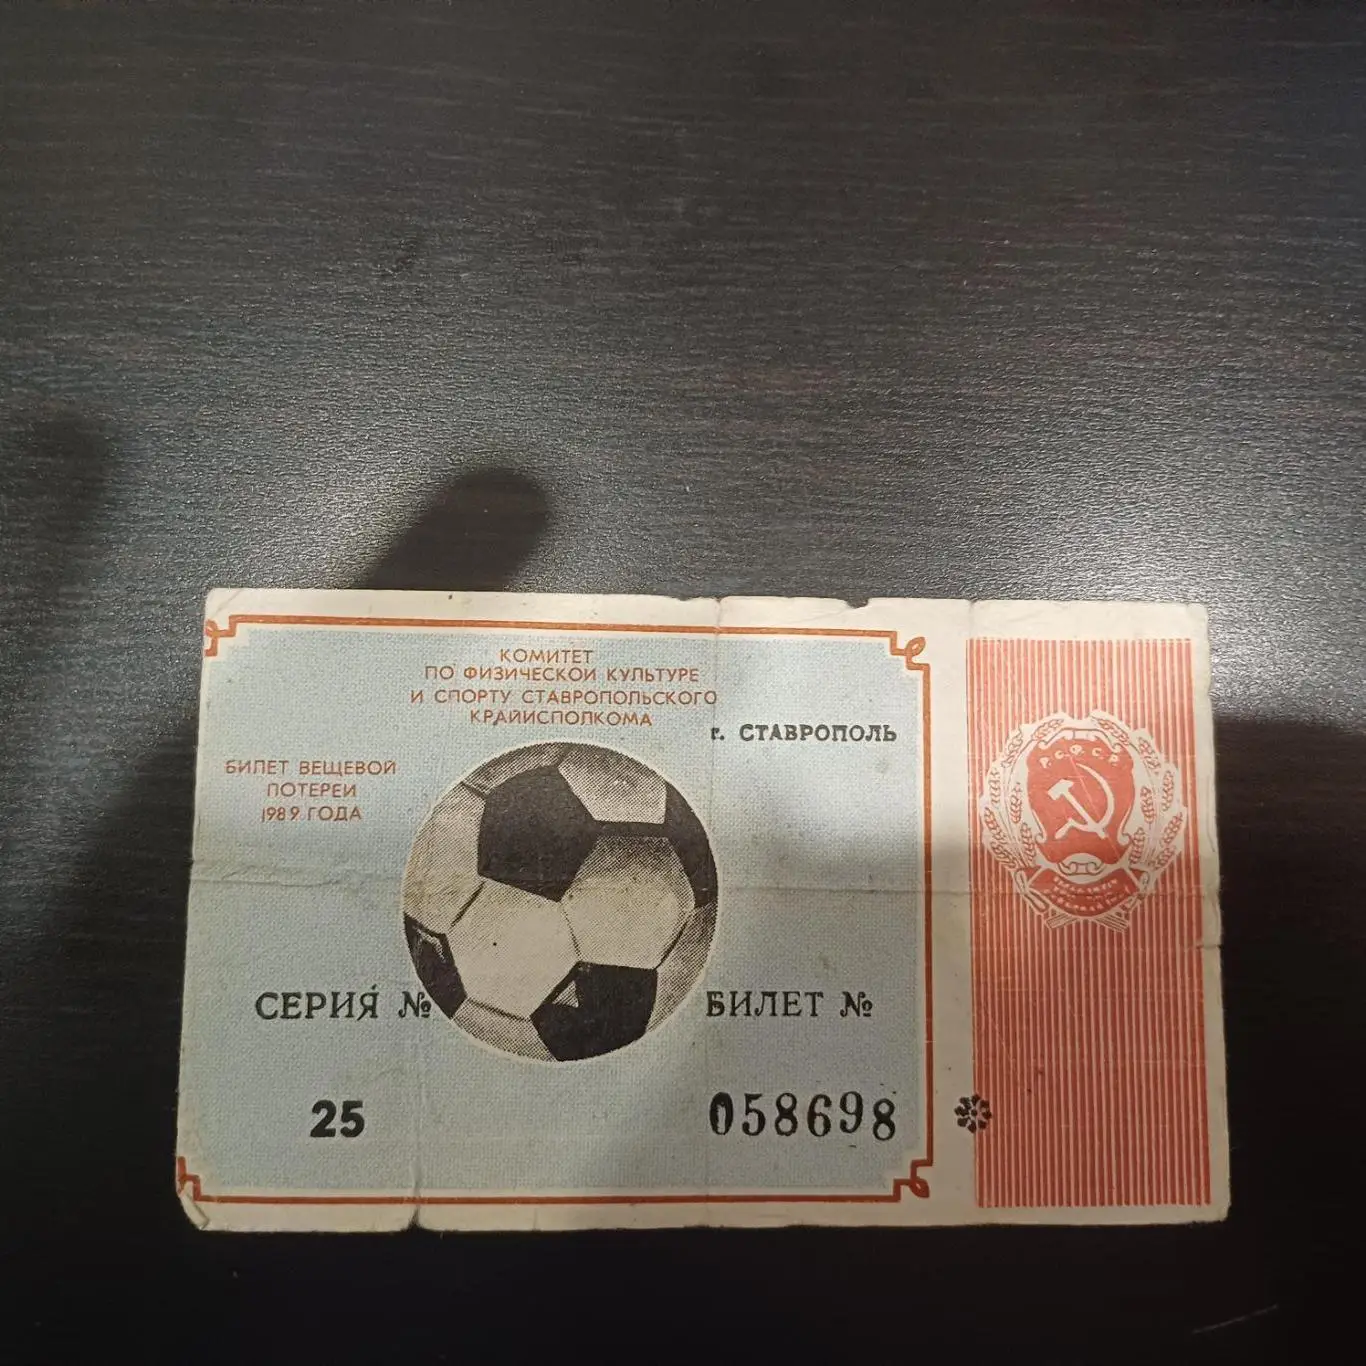 КОМИТЕТ
ПО ФИЗИЧЕСКОЙ КУЛЬТУРЕ
И СПОРТУ СТАВРОПОЛЬСКОГО
КРАЙИСПОЛКОМА
г. СТАВРОПОЛЬ
БИЛЕТ ВЕЩЕВОЙ
ПОТЕРЕИ
1989 ГОДА
Р.С.Ф.С.Р.
СЕРИЯ №
БИЛЕТ №
25
058698